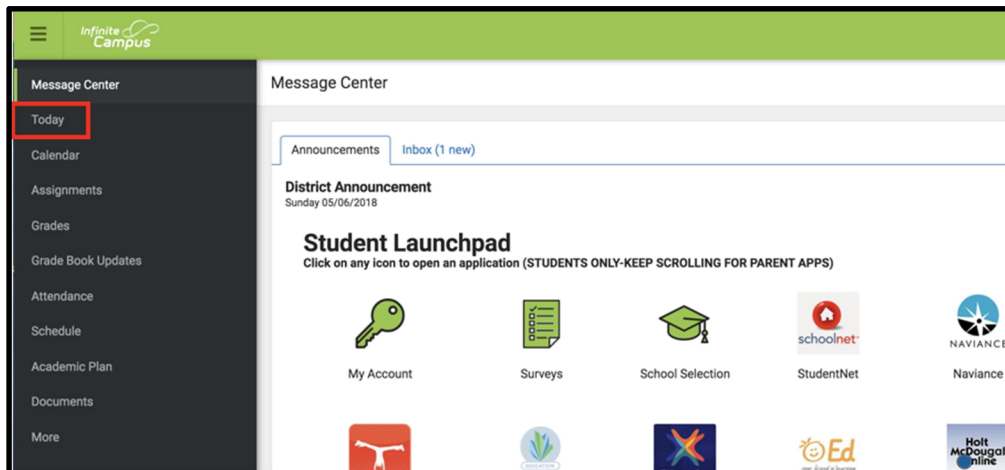 Infinite
Campus
Message Center
Today
Calendar
Assignments
Grades
Grade Book Updates
Attendance
Schedule
Academic Plan
Documents
More
Message Center
Announcements
Inbox (1 new)
District Announcement
Sunday 05/06/2018
Student Launchpad
Click on any icon to open an application (STUDENTS ONLY-KEEP SCROLLING FOR PARENT APPS)
schoolnet
NAVIANCE
My Account
Surveys
School Selection
StudentNet
Naviance
EDUCATION
Ed
Holt
McDougal